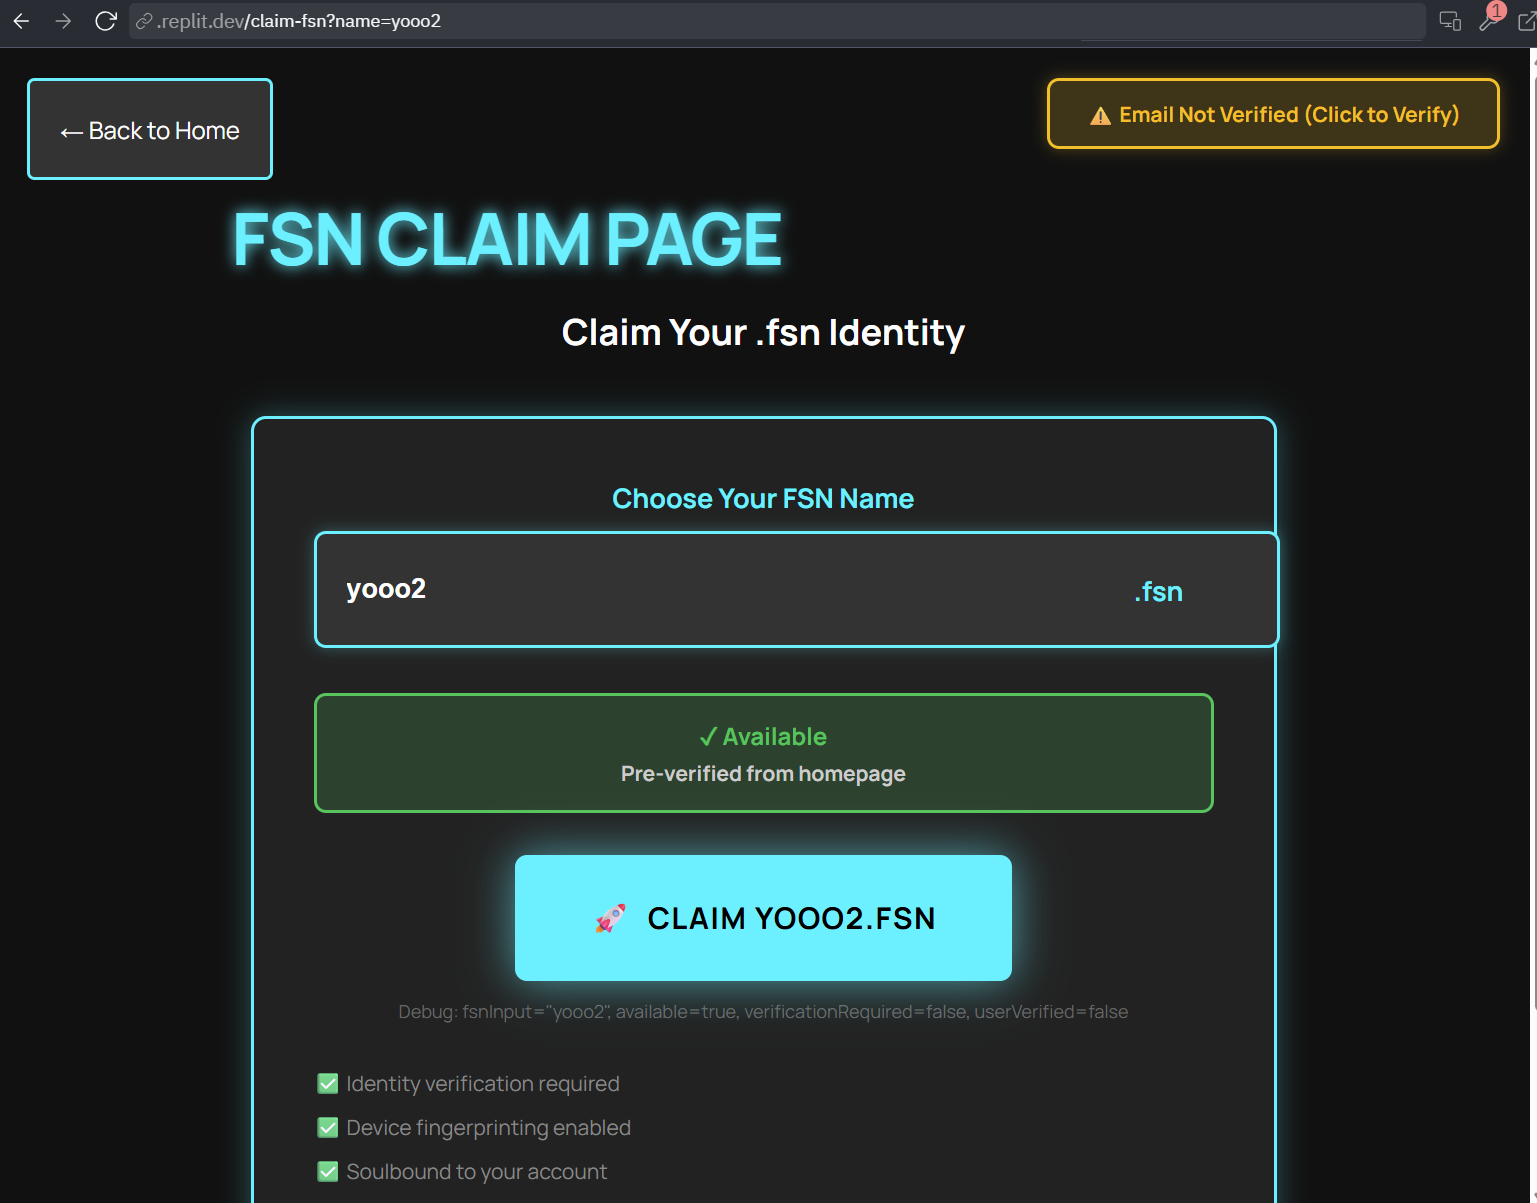 .replit.dev/claim-fsn?name=yooo2
1
← Back to Home
⚠ Email Not Verified (Click to Verify)
FSN CLAIM PAGE
Claim Your .fsn Identity
Choose Your FSN Name
yooo2 .fsn
✓ Available
Pre-verified from homepage
🚀 CLAIM YOOO2.FSN
Debug: fsnInput="yooo2", available=true, verificationRequired=false, userVerified=false
✅ Identity verification required
✅ Device fingerprinting enabled
✅ Soulbound to your account